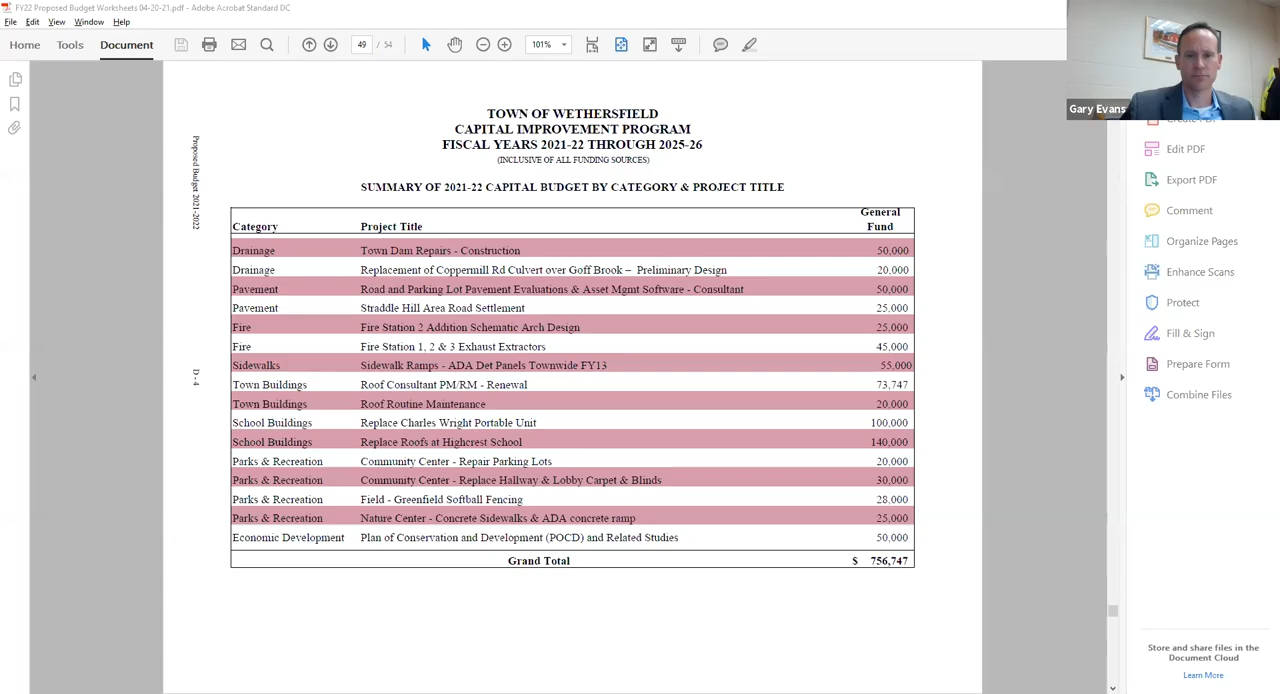 FY22 Proposed Budget Worksheets 04-20-21.pdf - Adobe Acrobat Standard DC
File Edit View Window Help
Home Tools Document 49 / 54 101%
Gary Evans
Create PDF
Edit PDF
Export PDF
Comment
Organize Pages
Enhance Scans
Protect
Fill & Sign
Prepare Form
Combine Files
Store and share files in the
Document Cloud
Learn More
Proposed Budget 2021-2022
D - 4
TOWN OF WETHERSFIELD
CAPITAL IMPROVEMENT PROGRAM
FISCAL YEARS 2021-22 THROUGH 2025-26
(INCLUSIVE OF ALL FUNDING SOURCES)
SUMMARY OF 2021-22 CAPITAL BUDGET BY CATEGORY & PROJECT TITLE
Category Project Title General Fund
Drainage Town Dam Repairs - Construction 50,000
Drainage Replacement of Coppermill Rd Culvert over Goff Brook – Preliminary Design 20,000
Pavement Road and Parking Lot Pavement Evaluations & Asset Mgmt Software - Consultant 50,000
Pavement Straddle Hill Area Road Settlement 25,000
Fire Fire Station 2 Addition Schematic Arch Design 25,000
Fire Fire Station 1, 2 & 3 Exhaust Extractors 45,000
Sidewalks Sidewalk Ramps - ADA Det Panels Townwide FY13 55,000
Town Buildings Roof Consultant PM/RM - Renewal 73,747
Town Buildings Roof Routine Maintenance 20,000
School Buildings Replace Charles Wright Portable Unit 100,000
School Buildings Replace Roofs at Highcrest School 140,000
Parks & Recreation Community Center - Repair Parking Lots 20,000
Parks & Recreation Community Center - Replace Hallway & Lobby Carpet & Blinds 30,000
Parks & Recreation Field - Greenfield Softball Fencing 28,000
Parks & Recreation Nature Center - Concrete Sidewalks & ADA concrete ramp 25,000
Economic Development Plan of Conservation and Development (POCD) and Related Studies 50,000
Grand Total $ 756,747